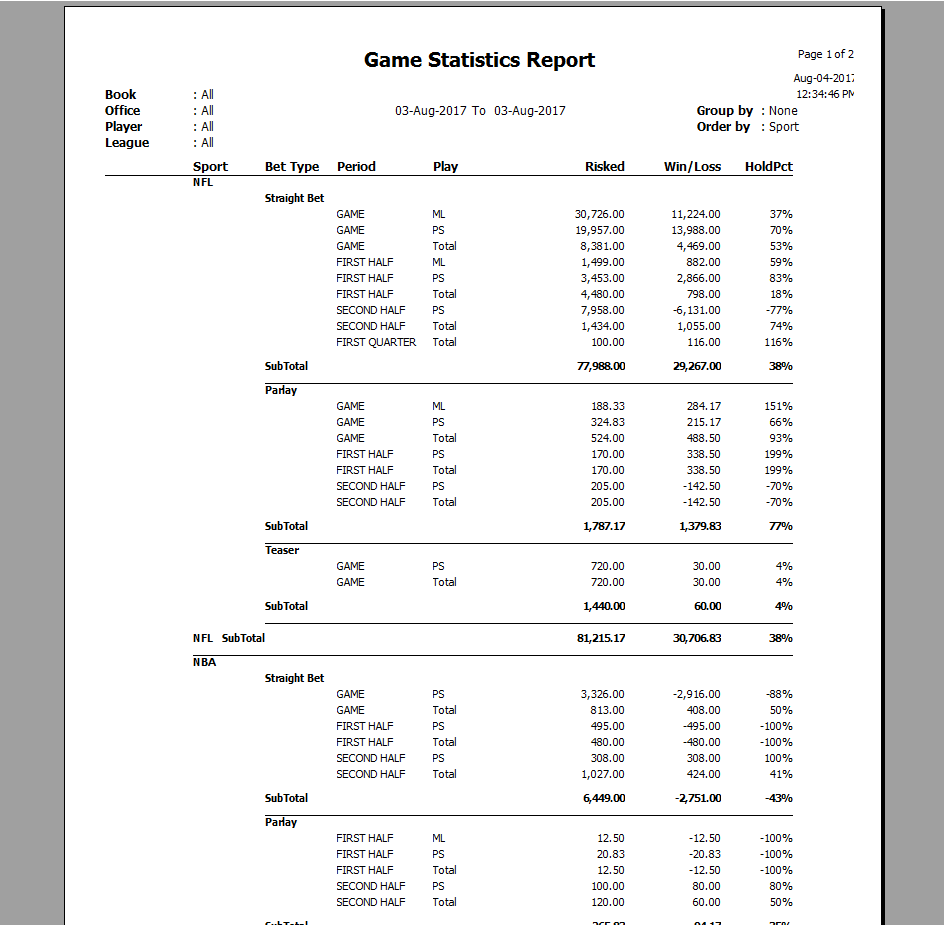 Game Statistics Report
Page 1 of 2
Aug-04-2017
12:34:46 PM
Book : All
Office : All 03-Aug-2017 To 03-Aug-2017 Group by : None
Player : All Order by : Sport
League : All
Sport Bet Type Period Play Risked Win/Loss HoldPct
NFL
Straight Bet
GAME ML 30,726.00 11,224.00 37%
GAME PS 19,957.00 13,988.00 70%
GAME Total 8,381.00 4,469.00 53%
FIRST HALF ML 1,499.00 882.00 59%
FIRST HALF PS 3,453.00 2,866.00 83%
FIRST HALF Total 4,480.00 798.00 18%
SECOND HALF PS 7,958.00 -6,131.00 -77%
SECOND HALF Total 1,434.00 1,055.00 74%
FIRST QUARTER Total 100.00 116.00 116%
SubTotal 77,988.00 29,267.00 38%
Parlay
GAME ML 188.33 284.17 151%
GAME PS 324.83 215.17 66%
GAME Total 524.00 488.50 93%
FIRST HALF PS 170.00 338.50 199%
FIRST HALF Total 170.00 338.50 199%
SECOND HALF PS 205.00 -142.50 -70%
SECOND HALF Total 205.00 -142.50 -70%
SubTotal 1,787.17 1,379.83 77%
Teaser
GAME PS 720.00 30.00 4%
GAME Total 720.00 30.00 4%
SubTotal 1,440.00 60.00 4%
NFL SubTotal 81,215.17 30,706.83 38%
NBA
Straight Bet
GAME PS 3,326.00 -2,916.00 -88%
GAME Total 813.00 408.00 50%
FIRST HALF PS 495.00 -495.00 -100%
FIRST HALF Total 480.00 -480.00 -100%
SECOND HALF PS 308.00 308.00 100%
SECOND HALF Total 1,027.00 424.00 41%
SubTotal 6,449.00 -2,751.00 -43%
Parlay
FIRST HALF ML 12.50 -12.50 -100%
FIRST HALF PS 20.83 -20.83 -100%
FIRST HALF Total 12.50 -12.50 -100%
SECOND HALF PS 100.00 80.00 80%
SECOND HALF Total 120.00 60.00 50%
SubTotal